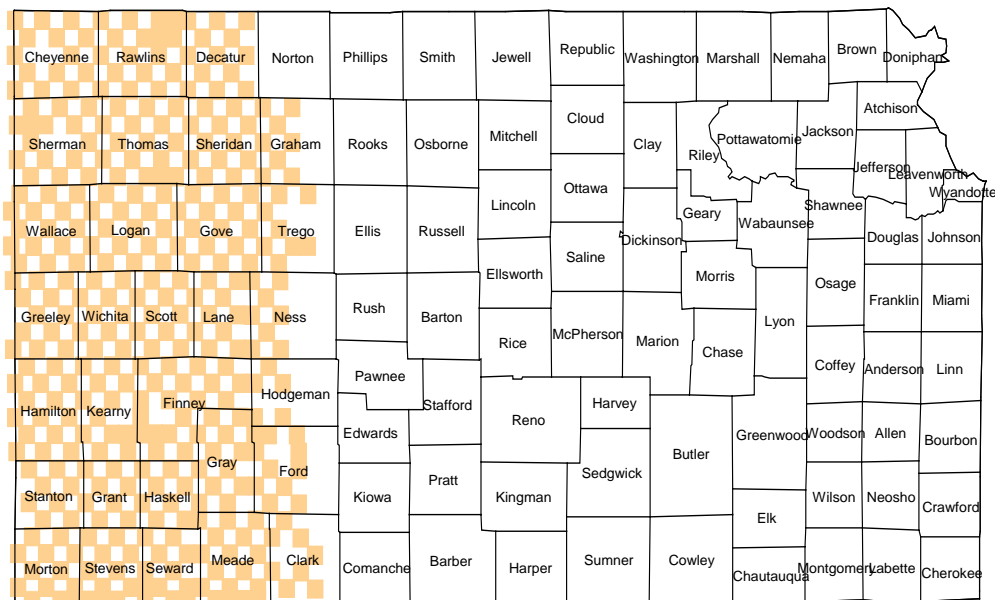 Cheyenne
Rawlins
Decatur
Norton
Phillips
Smith
Jewell
Republic
Washington
Marshall
Nemaha
Brown
Doniphan
Sherman
Thomas
Sheridan
Graham
Rooks
Osborne
Mitchell
Cloud
Clay
Riley
Pottawatomie
Jackson
Atchison
Jefferson
Leavenworth
Wyandotte
Wallace
Logan
Gove
Trego
Ellis
Russell
Lincoln
Ottawa
Saline
Dickinson
Geary
Wabaunsee
Shawnee
Douglas
Johnson
Greeley
Wichita
Scott
Lane
Ness
Rush
Barton
Ellsworth
Rice
McPherson
Marion
Morris
Chase
Lyon
Osage
Franklin
Miami
Hamilton
Kearny
Finney
Hodgeman
Pawnee
Stafford
Reno
Harvey
Coffey
Anderson
Linn
Gray
Ford
Edwards
Sedgwick
Butler
Greenwood
Woodson
Allen
Bourbon
Stanton
Grant
Haskell
Kiowa
Pratt
Kingman
Elk
Wilson
Neosho
Crawford
Morton
Stevens
Seward
Meade
Clark
Comanche
Barber
Harper
Sumner
Cowley
Chautauqua
Montgomery
Labette
Cherokee